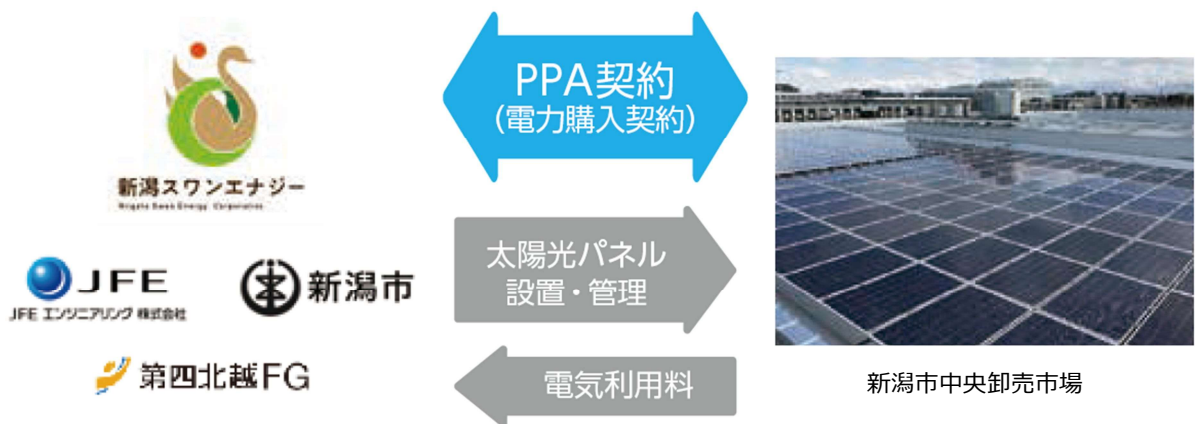 新潟スワンエナジー
Niigata Swan Energy Corporation
JFE
JFE エンジニアリング 株式会社
新潟市
第四北越FG
PPA契約
(電力購入契約)
太陽光パネル
設置・管理
電気利用料
新潟市中央卸売市場